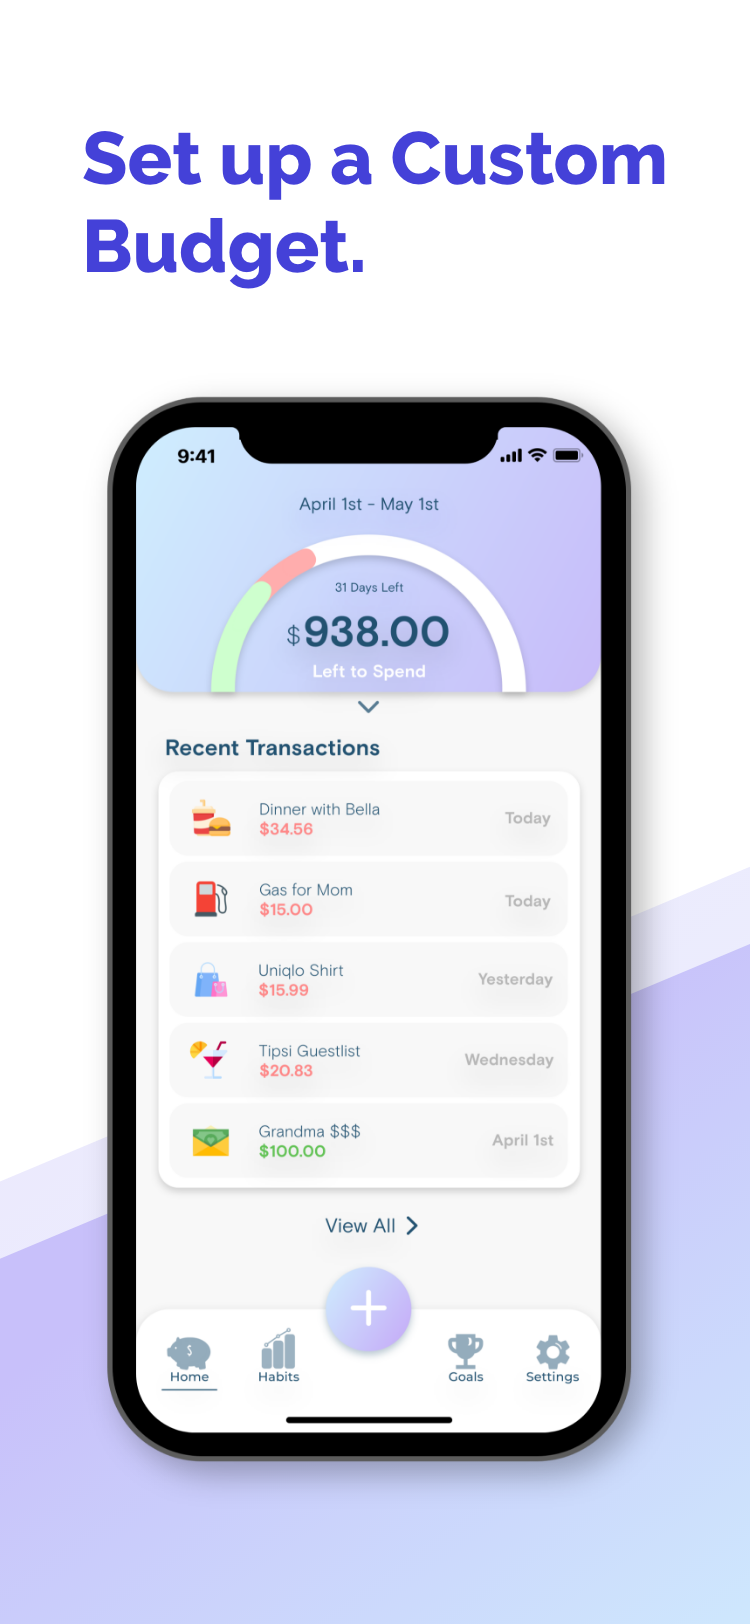 Set up a Custom
Budget.
9:41
April 1st - May 1st
31 Days Left
$938.00
Left to Spend
Recent Transactions
Dinner with Bella
$34.56
Today
Gas for Mom
$15.00
Today
Uniqlo Shirt
$15.99
Yesterday
Tipsi Guestlist
$20.83
Wednesday
Grandma $$$
$100.00
April 1st
View All
Home
Habits
Goals
Settings